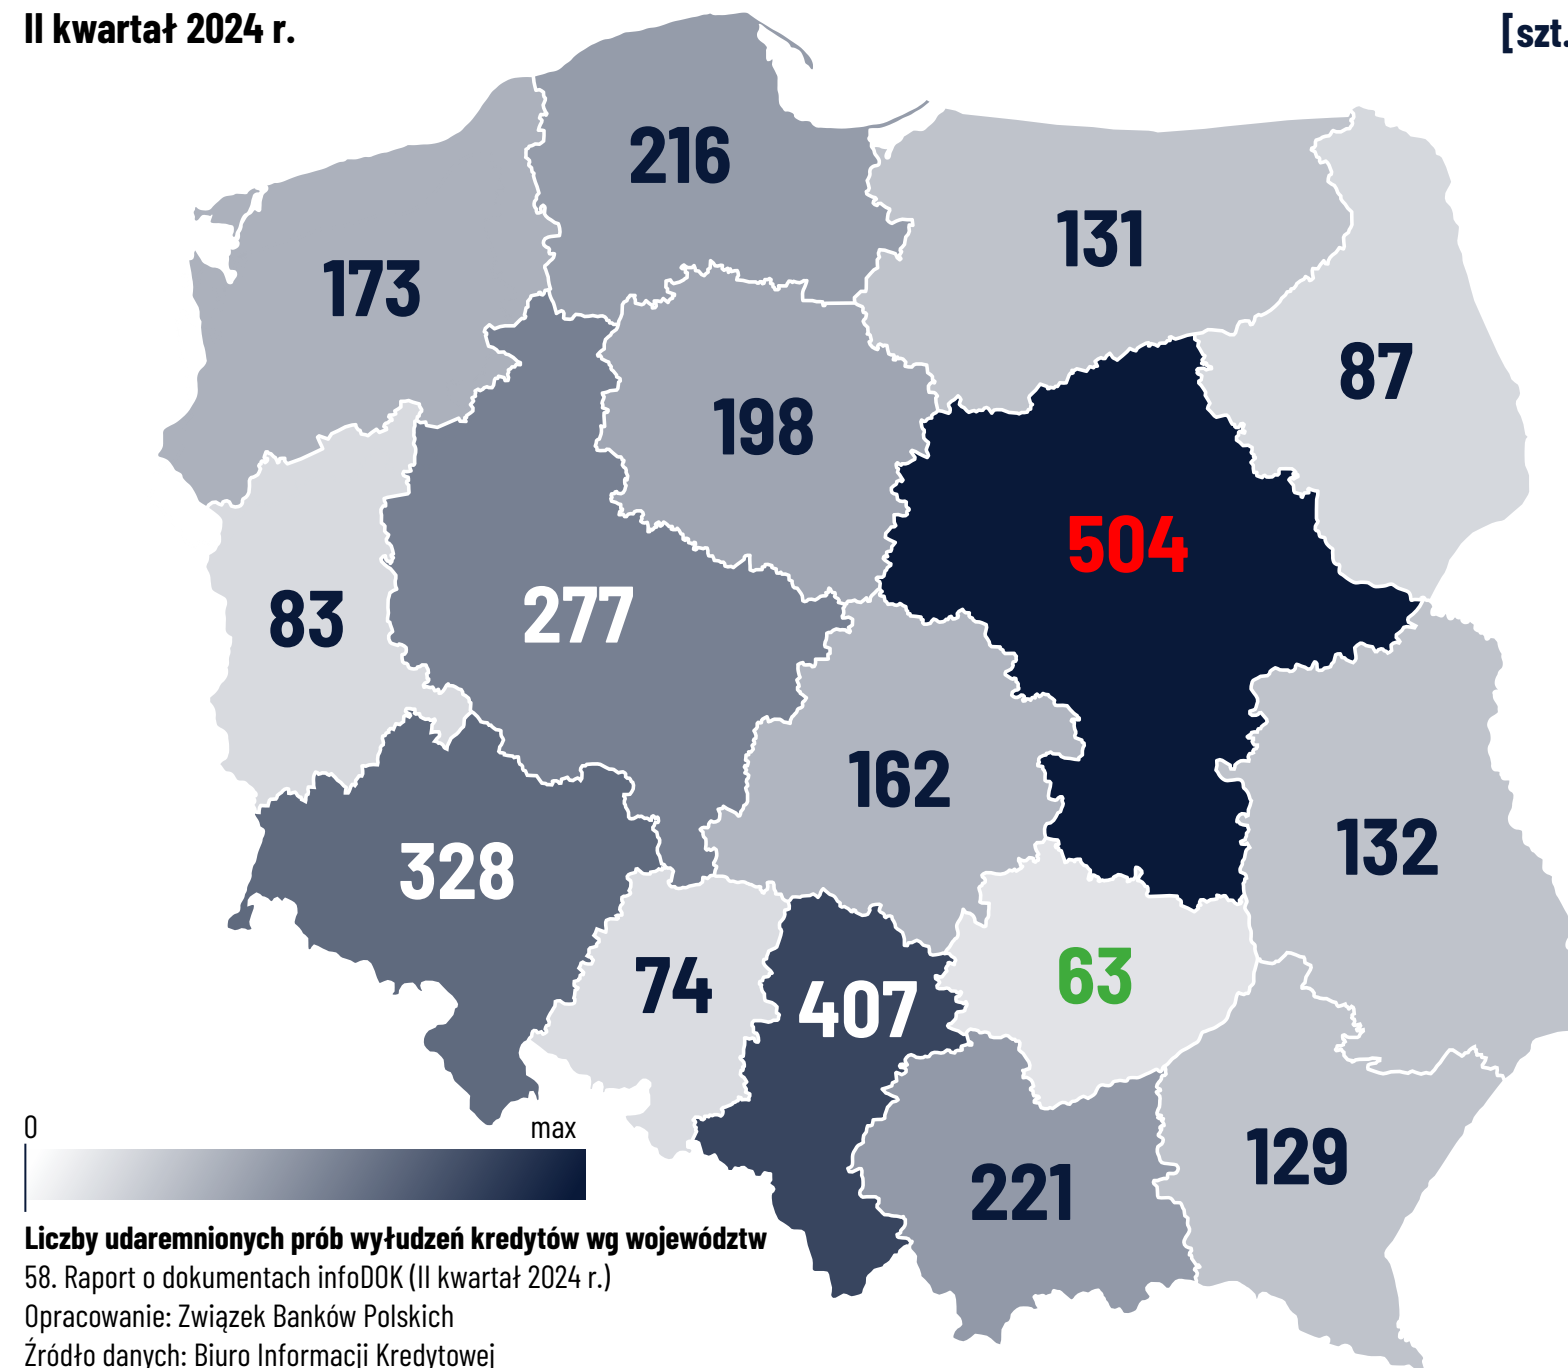 II kwartał 2024 r.
[szt.
216
131
173
87
198
504
83
277
162
132
328
63
74
407
129
221
0 max
Liczby udaremnionych prób wyłudzeń kredytów wg województw
58. Raport o dokumentach infoDOK (II kwartał 2024 r.)
Opracowanie: Związek Banków Polskich
Źródło danych: Biuro Informacji Kredytowej